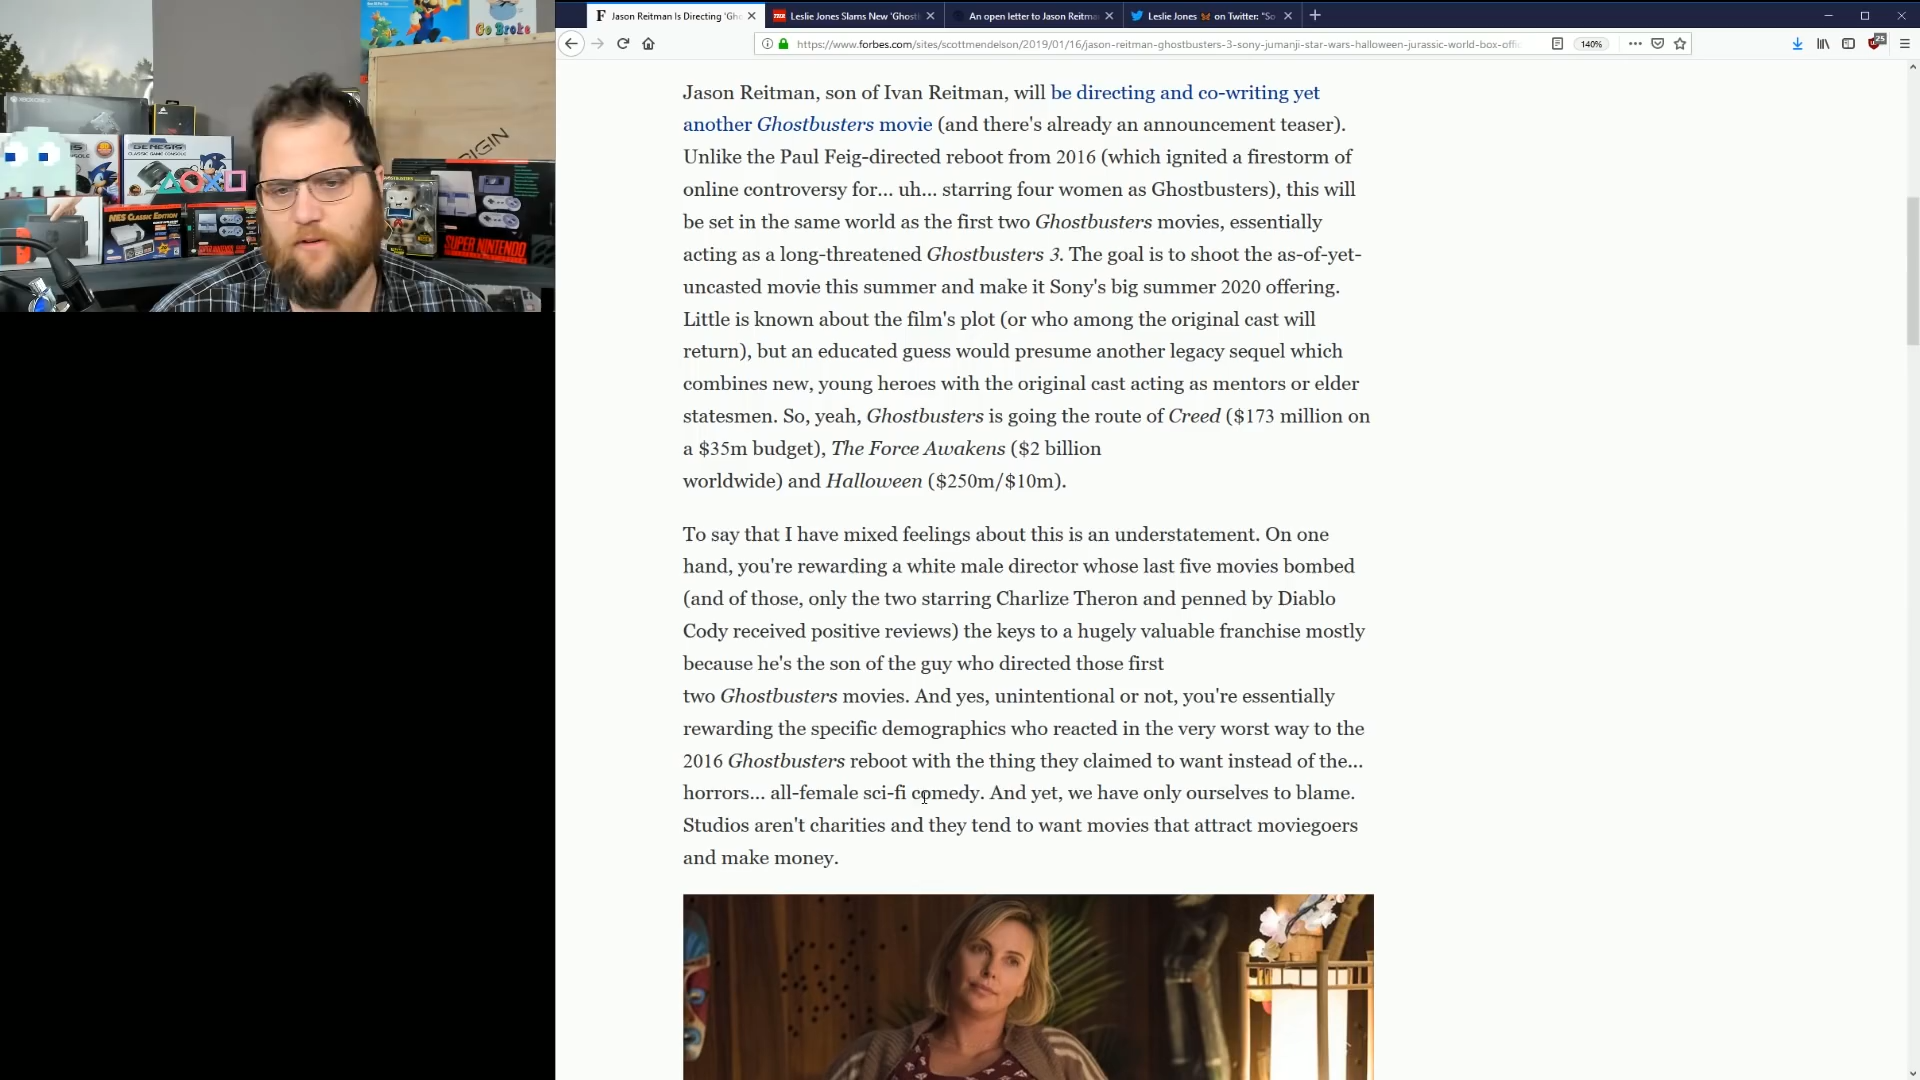 Go Broke
XBOX ONE
GENESIS
ORIGIN
NES CLASSIC EDITION
SUPER NINTENDO
Jason Reitman Is Directing 'Gho
Leslie Jones Slams New 'Ghost
An open letter to Jason Reitma
Leslie Jones on Twitter: "So
https://www.forbes.com/sites/scottmendelson/2019/01/16/jason-reitman-ghostbusters-3-sony-jumanji-star-wars-halloween-jurassic-world-box-offic
140%
25
Jason Reitman, son of Ivan Reitman, will be directing and co-writing yet
another Ghostbusters movie (and there's already an announcement teaser).
Unlike the Paul Feig-directed reboot from 2016 (which ignited a firestorm of
online controversy for... uh... starring four women as Ghostbusters), this will
be set in the same world as the first two Ghostbusters movies, essentially
acting as a long-threatened Ghostbusters 3. The goal is to shoot the as-of-yet-
uncasted movie this summer and make it Sony's big summer 2020 offering.
Little is known about the film's plot (or who among the original cast will
return), but an educated guess would presume another legacy sequel which
combines new, young heroes with the original cast acting as mentors or elder
statesmen. So, yeah, Ghostbusters is going the route of Creed ($173 million on
a $35m budget), The Force Awakens ($2 billion
worldwide) and Halloween ($250m/$10m).
To say that I have mixed feelings about this is an understatement. On one
hand, you're rewarding a white male director whose last five movies bombed
(and of those, only the two starring Charlize Theron and penned by Diablo
Cody received positive reviews) the keys to a hugely valuable franchise mostly
because he's the son of the guy who directed those first
two Ghostbusters movies. And yes, unintentional or not, you're essentially
rewarding the specific demographics who reacted in the very worst way to the
2016 Ghostbusters reboot with the thing they claimed to want instead of the...
horrors... all-female sci-fi comedy. And yet, we have only ourselves to blame.
Studios aren't charities and they tend to want movies that attract moviegoers
and make money.